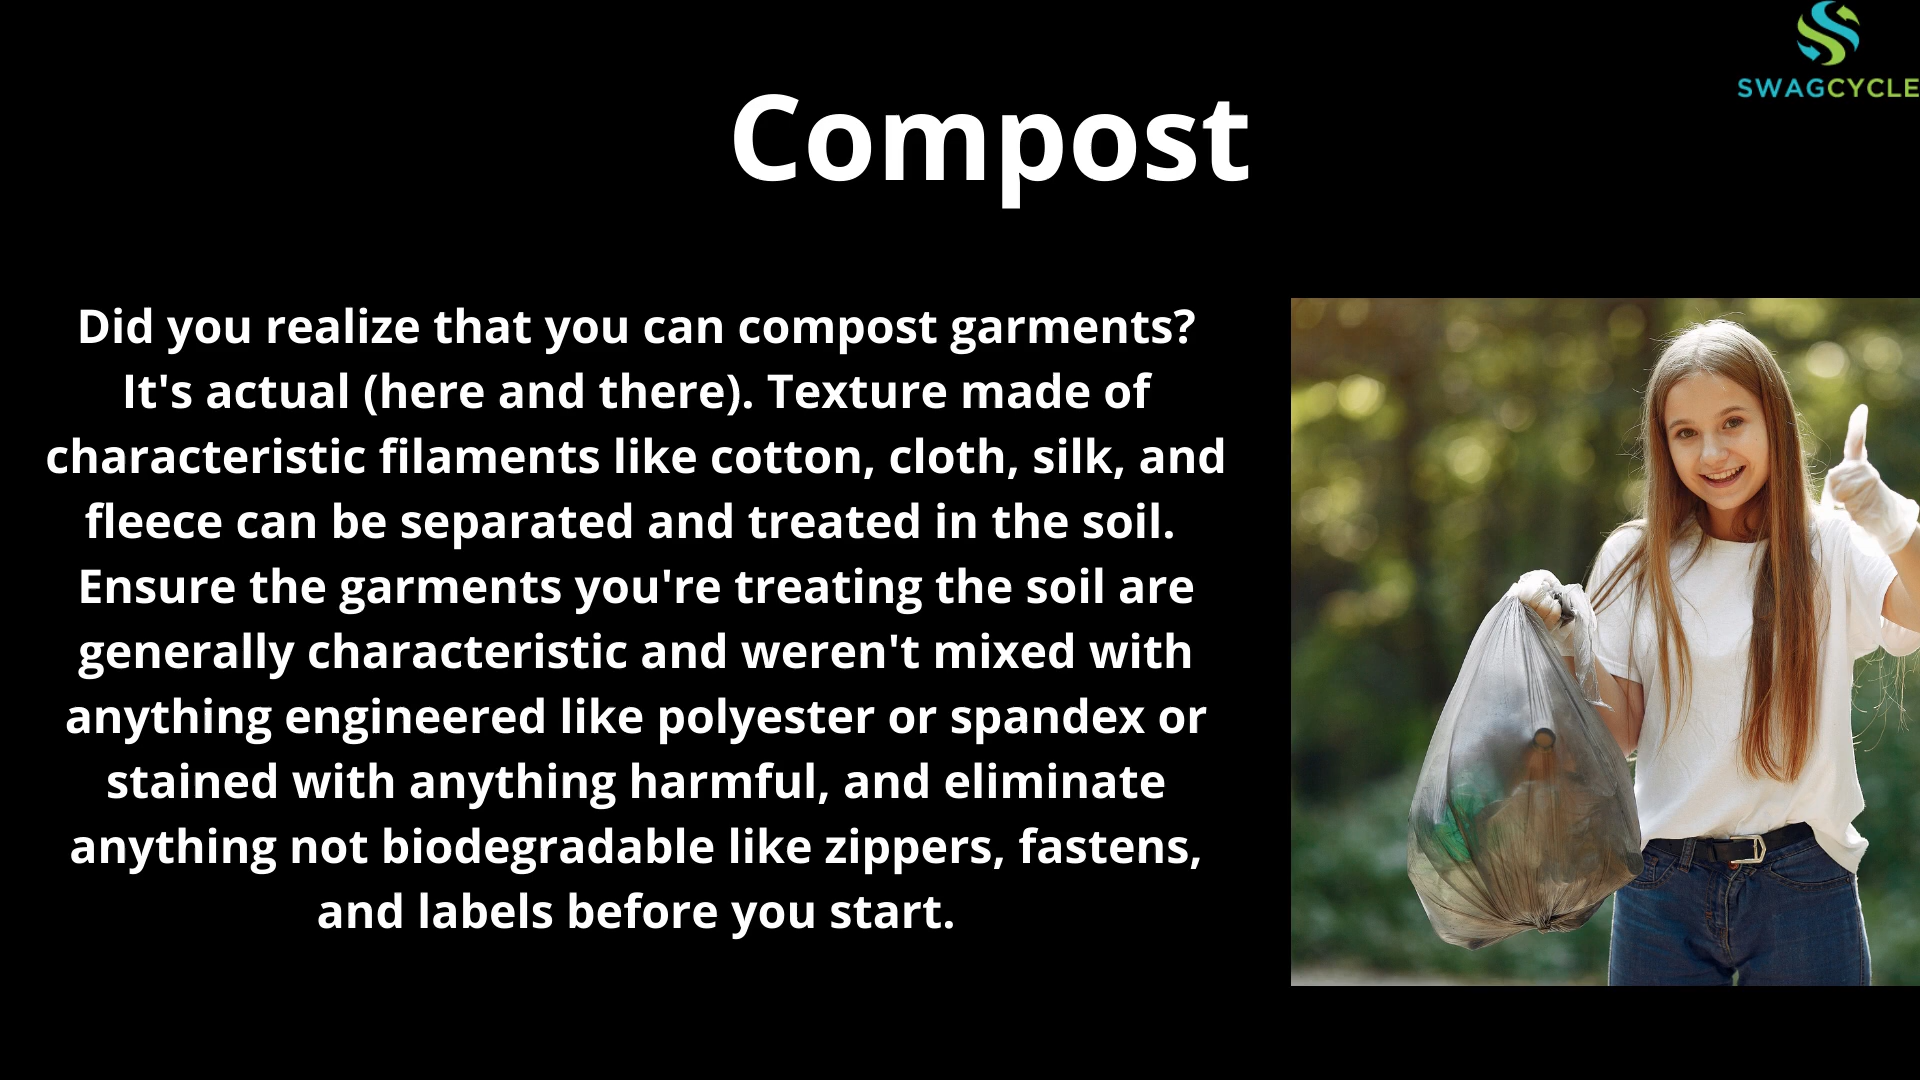 SWAGCYCLE
Compost
Did you realize that you can compost garments?
It's actual (here and there). Texture made of
characteristic filaments like cotton, cloth, silk, and
fleece can be separated and treated in the soil.
Ensure the garments you're treating the soil are
generally characteristic and weren't mixed with
anything engineered like polyester or spandex or
stained with anything harmful, and eliminate
anything not biodegradable like zippers, fastens,
and labels before you start.